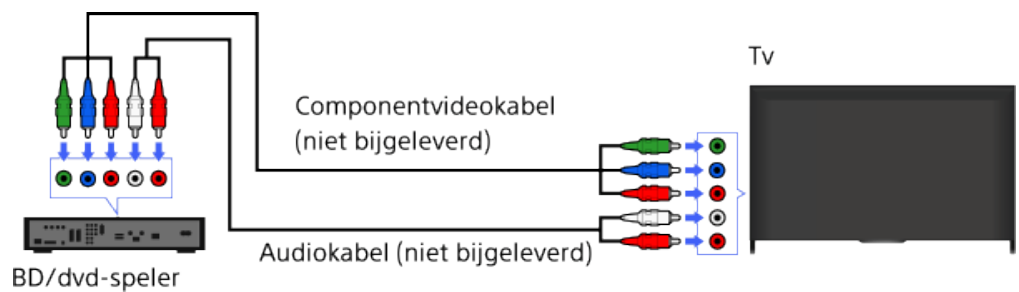 Tv
Componentvideokabel
(niet bijgeleverd)
Audiokabel (niet bijgeleverd)
BD/dvd-speler